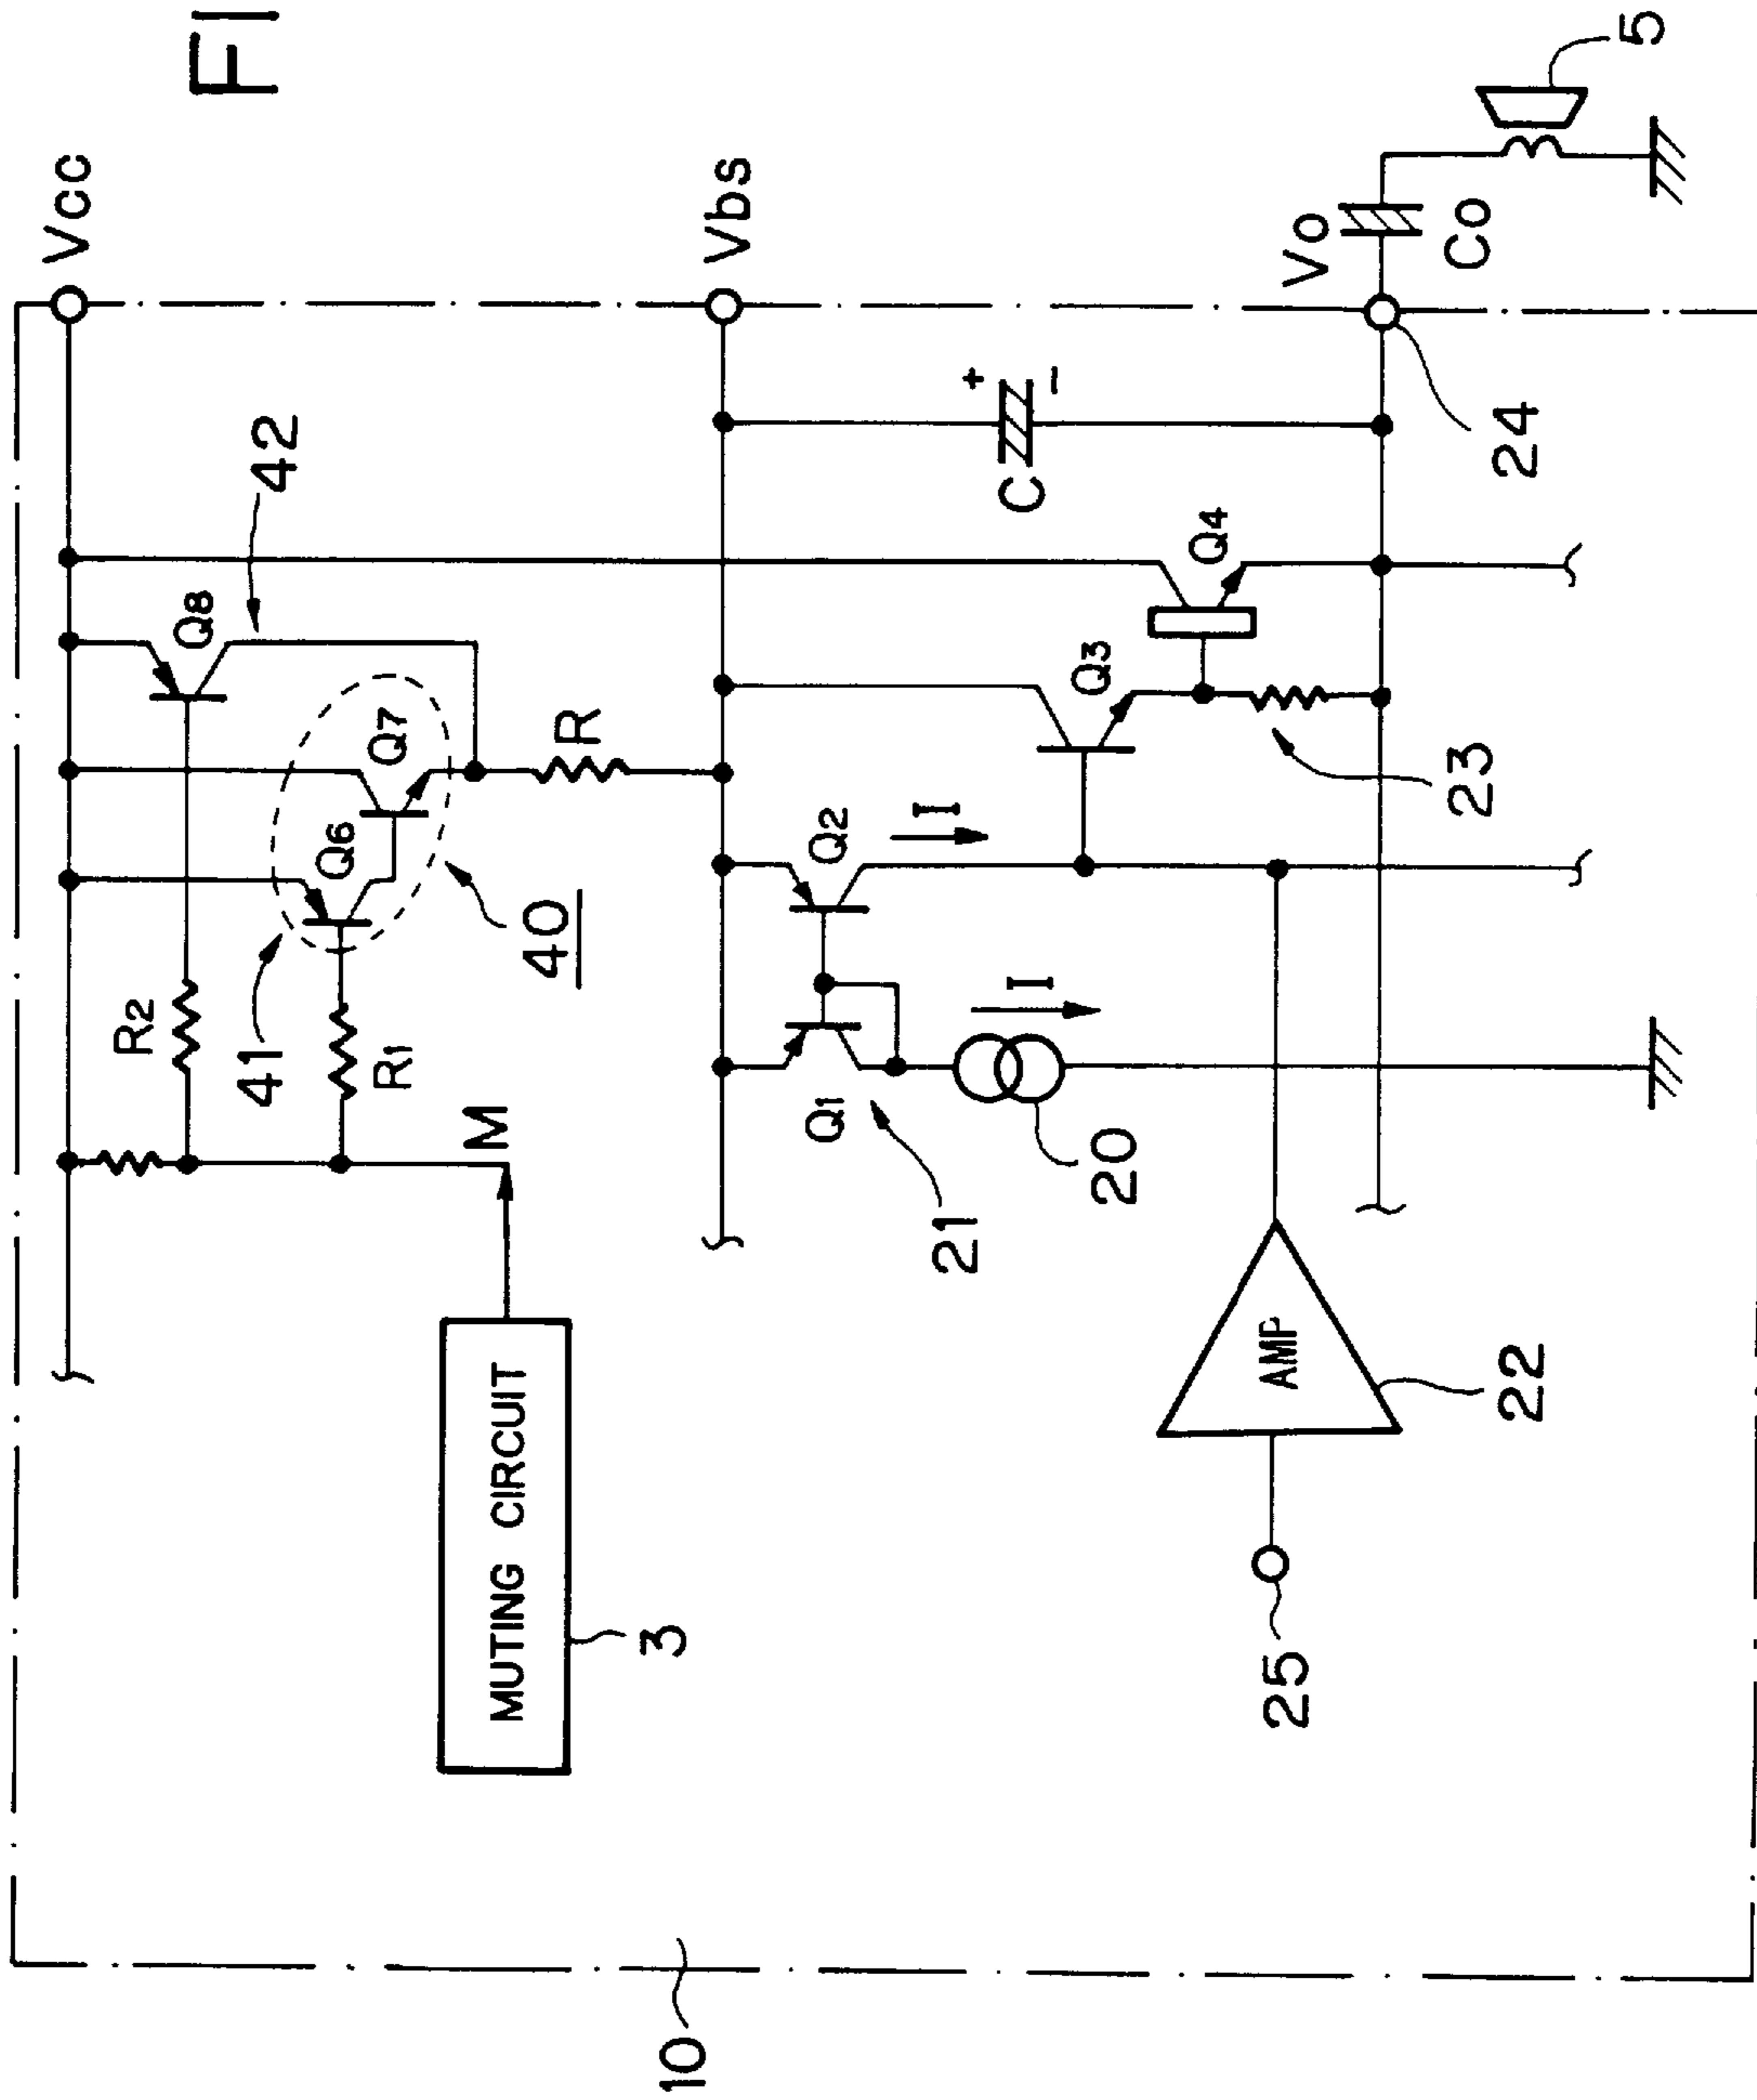 FI
Vcc
42
Q8
R2
41
Q6
Q7
R1
40
R
M
Vbs
MUTING CIRCUIT
3
Q1
Q2
I
I
21
20
Q3
Q4
23
C
+
-
Vo
Co
5
24
AMP
22
25
10